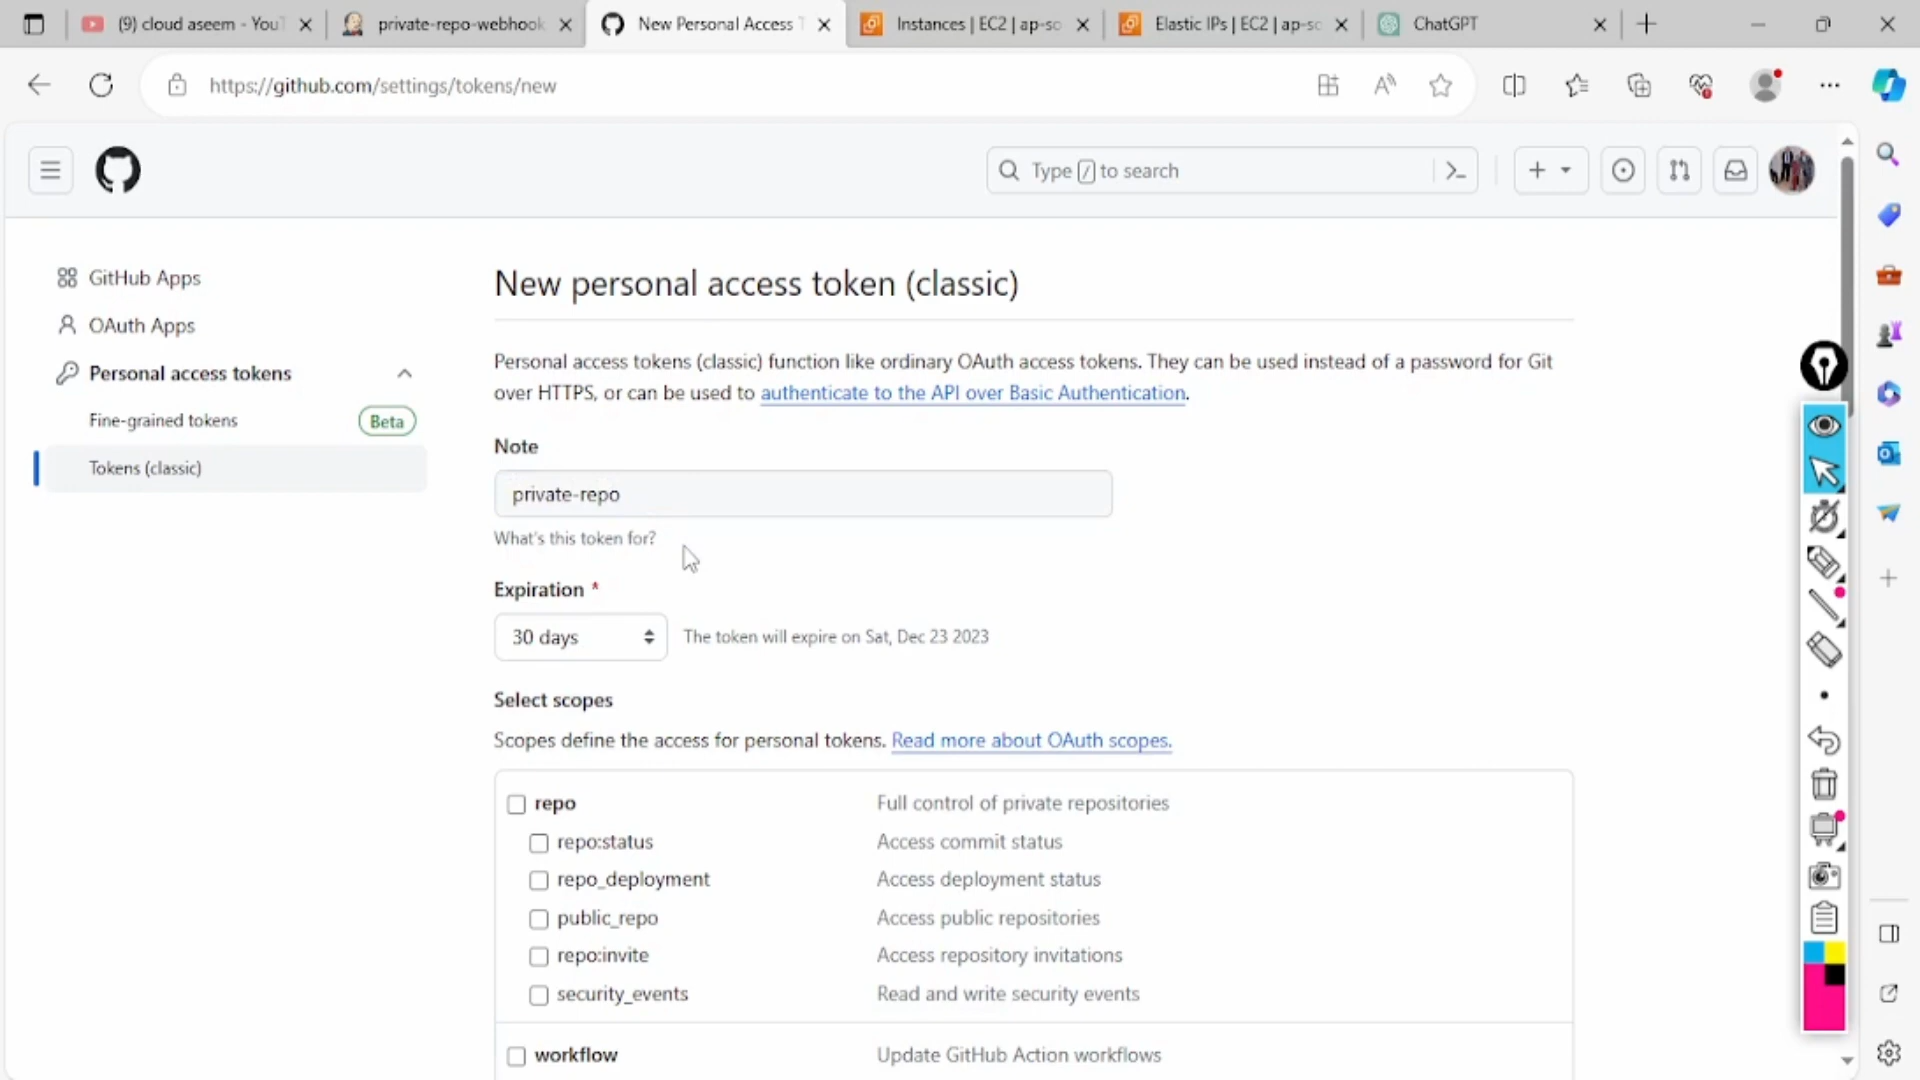 (9) cloud aseem - You
private-repo-webhook
New Personal Access T
Instances | EC2 | ap-so
Elastic IPs | EC2 | ap-sc
ChatGPT
https://github.com/settings/tokens/new
Type / to search
GitHub Apps
OAuth Apps
Personal access tokens
Fine-grained tokens
Beta
Tokens (classic)
New personal access token (classic)
Personal access tokens (classic) function like ordinary OAuth access tokens. They can be used instead of a password for Git
over HTTPS, or can be used to authenticate to the API over Basic Authentication.
Note
private-repo
What's this token for?
Expiration *
30 days
The token will expire on Sat, Dec 23 2023
Select scopes
Scopes define the access for personal tokens. Read more about OAuth scopes.
repo Full control of private repositories
repo:status Access commit status
repo_deployment Access deployment status
public_repo Access public repositories
repo:invite Access repository invitations
security_events Read and write security events
workflow Update GitHub Action workflows